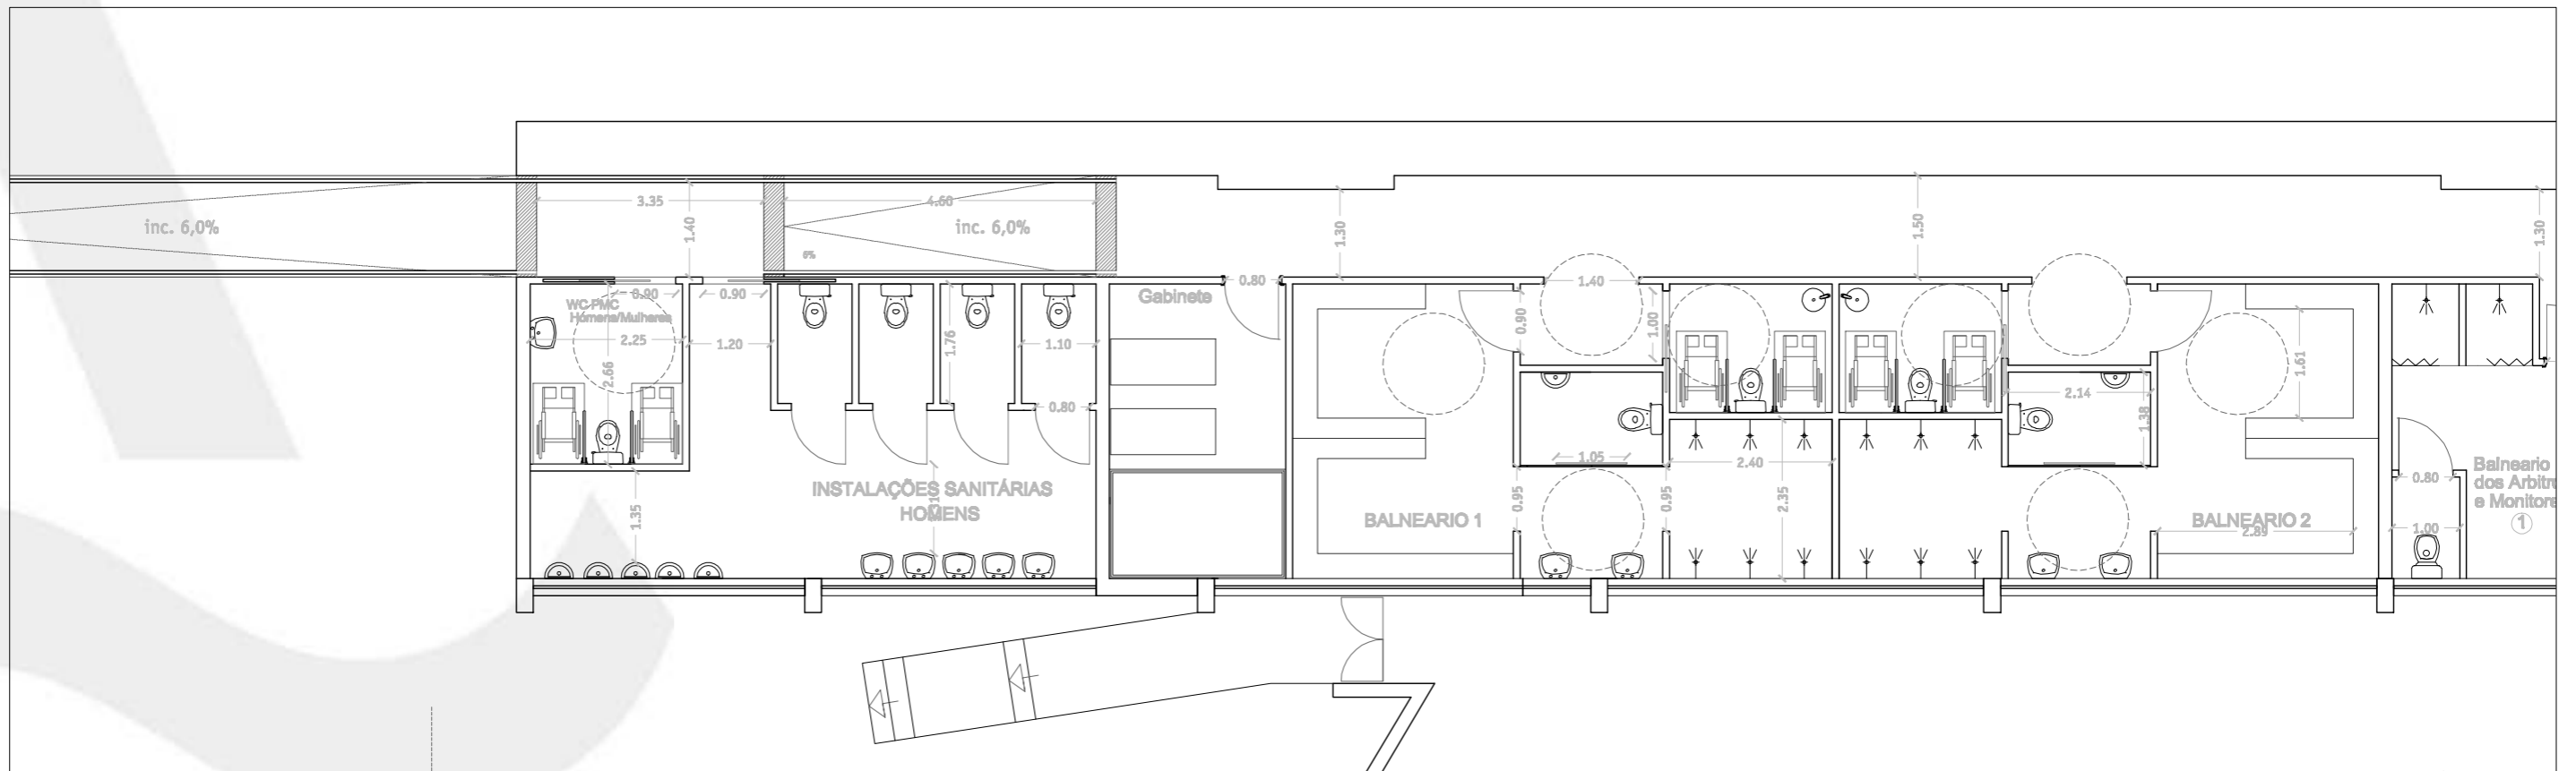 inc. 6,0%
3.35
1.40
4.60
inc. 6,0%
6%
1.30
1.50
1.30
WC PMC
Homens/Mulheres
0.90
0.90
2.25
2.66
1.20
1.76
1.10
0.80
1.35
INSTALAÇÕES SANITÁRIAS
HOMENS
Gabinete
0.80
0.90
1.40
1.00
1.05
0.95
0.95
2.40
2.35
BALNEARIO 1
2.14
1.38
1.61
BALNEARIO 2
2.89
0.80
1.00
Balneario
dos Arbitr
e Monitor
1